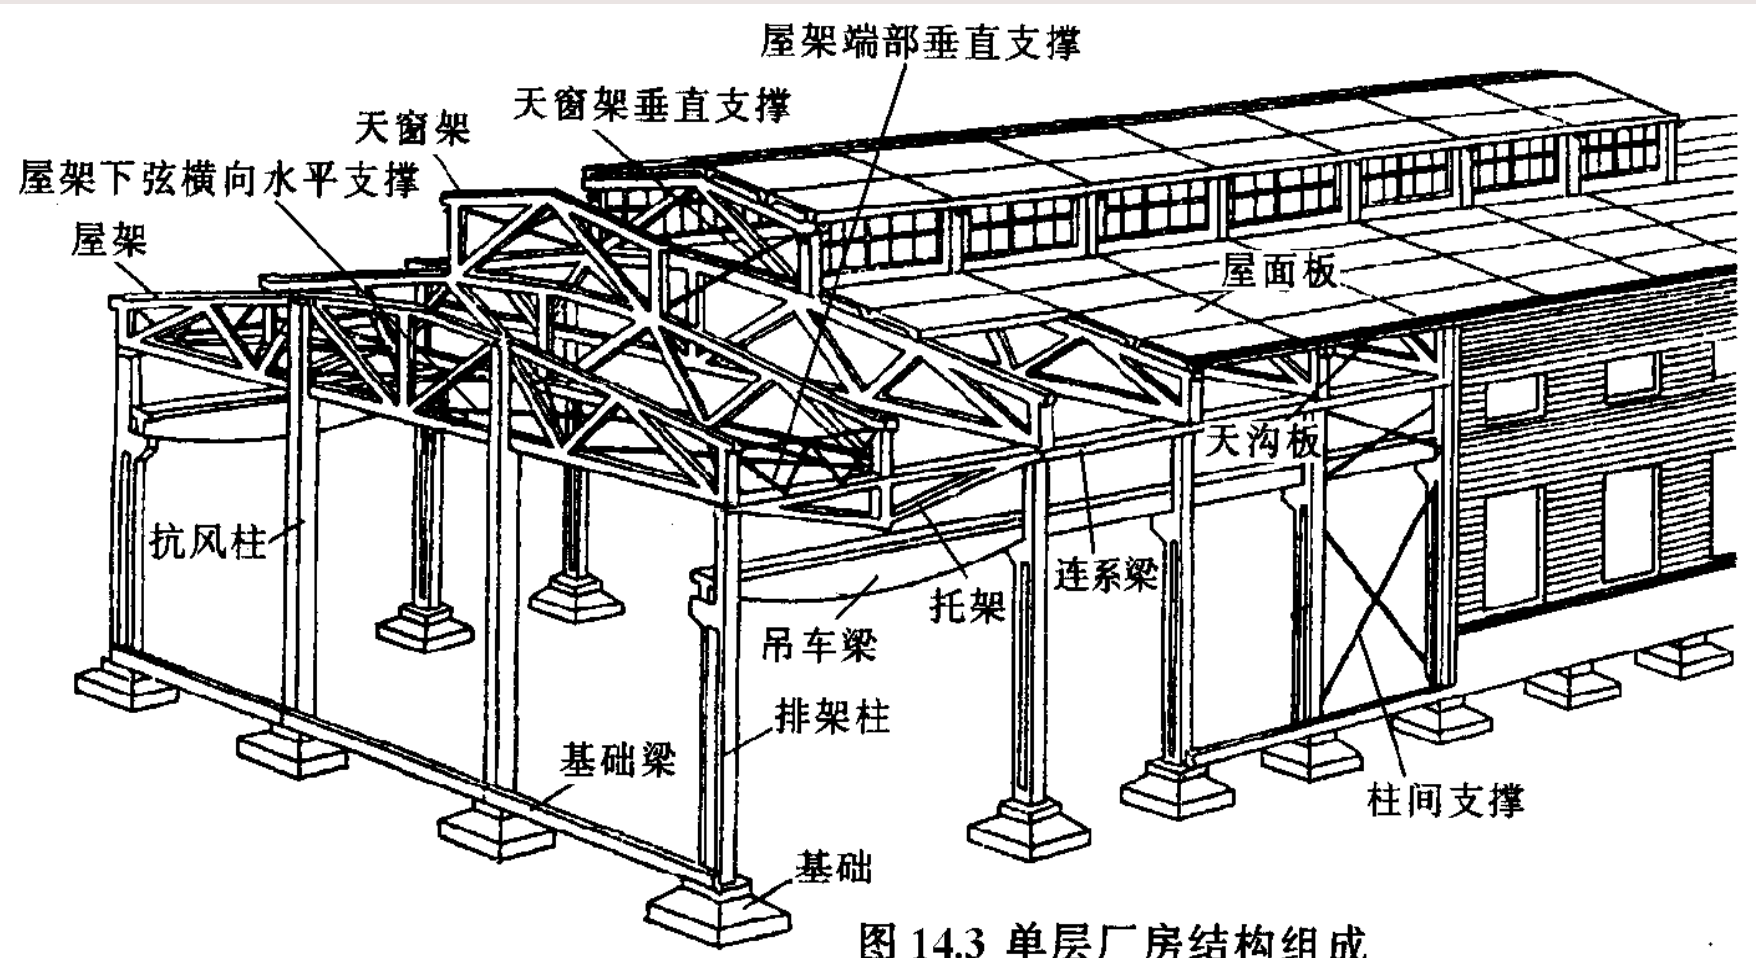 屋架端部垂直支撑
天窗架垂直支撑
天窗架
屋架下弦横向水平支撑
屋架
屋面板
天沟板
抗风柱
连系梁
托架
吊车梁
排架柱
基础梁
柱间支撑
基础
图 14.3 单层厂房结构组成